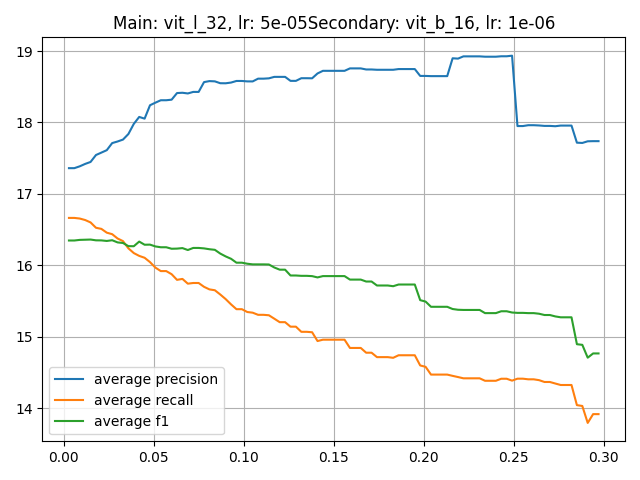 Main: vit_l_32, lr: 5e-05Secondary: vit_b_16, lr: 1e-06
19
18
17
16
15
14
average precision
average recall
average f1
0.00 0.05 0.10 0.15 0.20 0.25 0.30